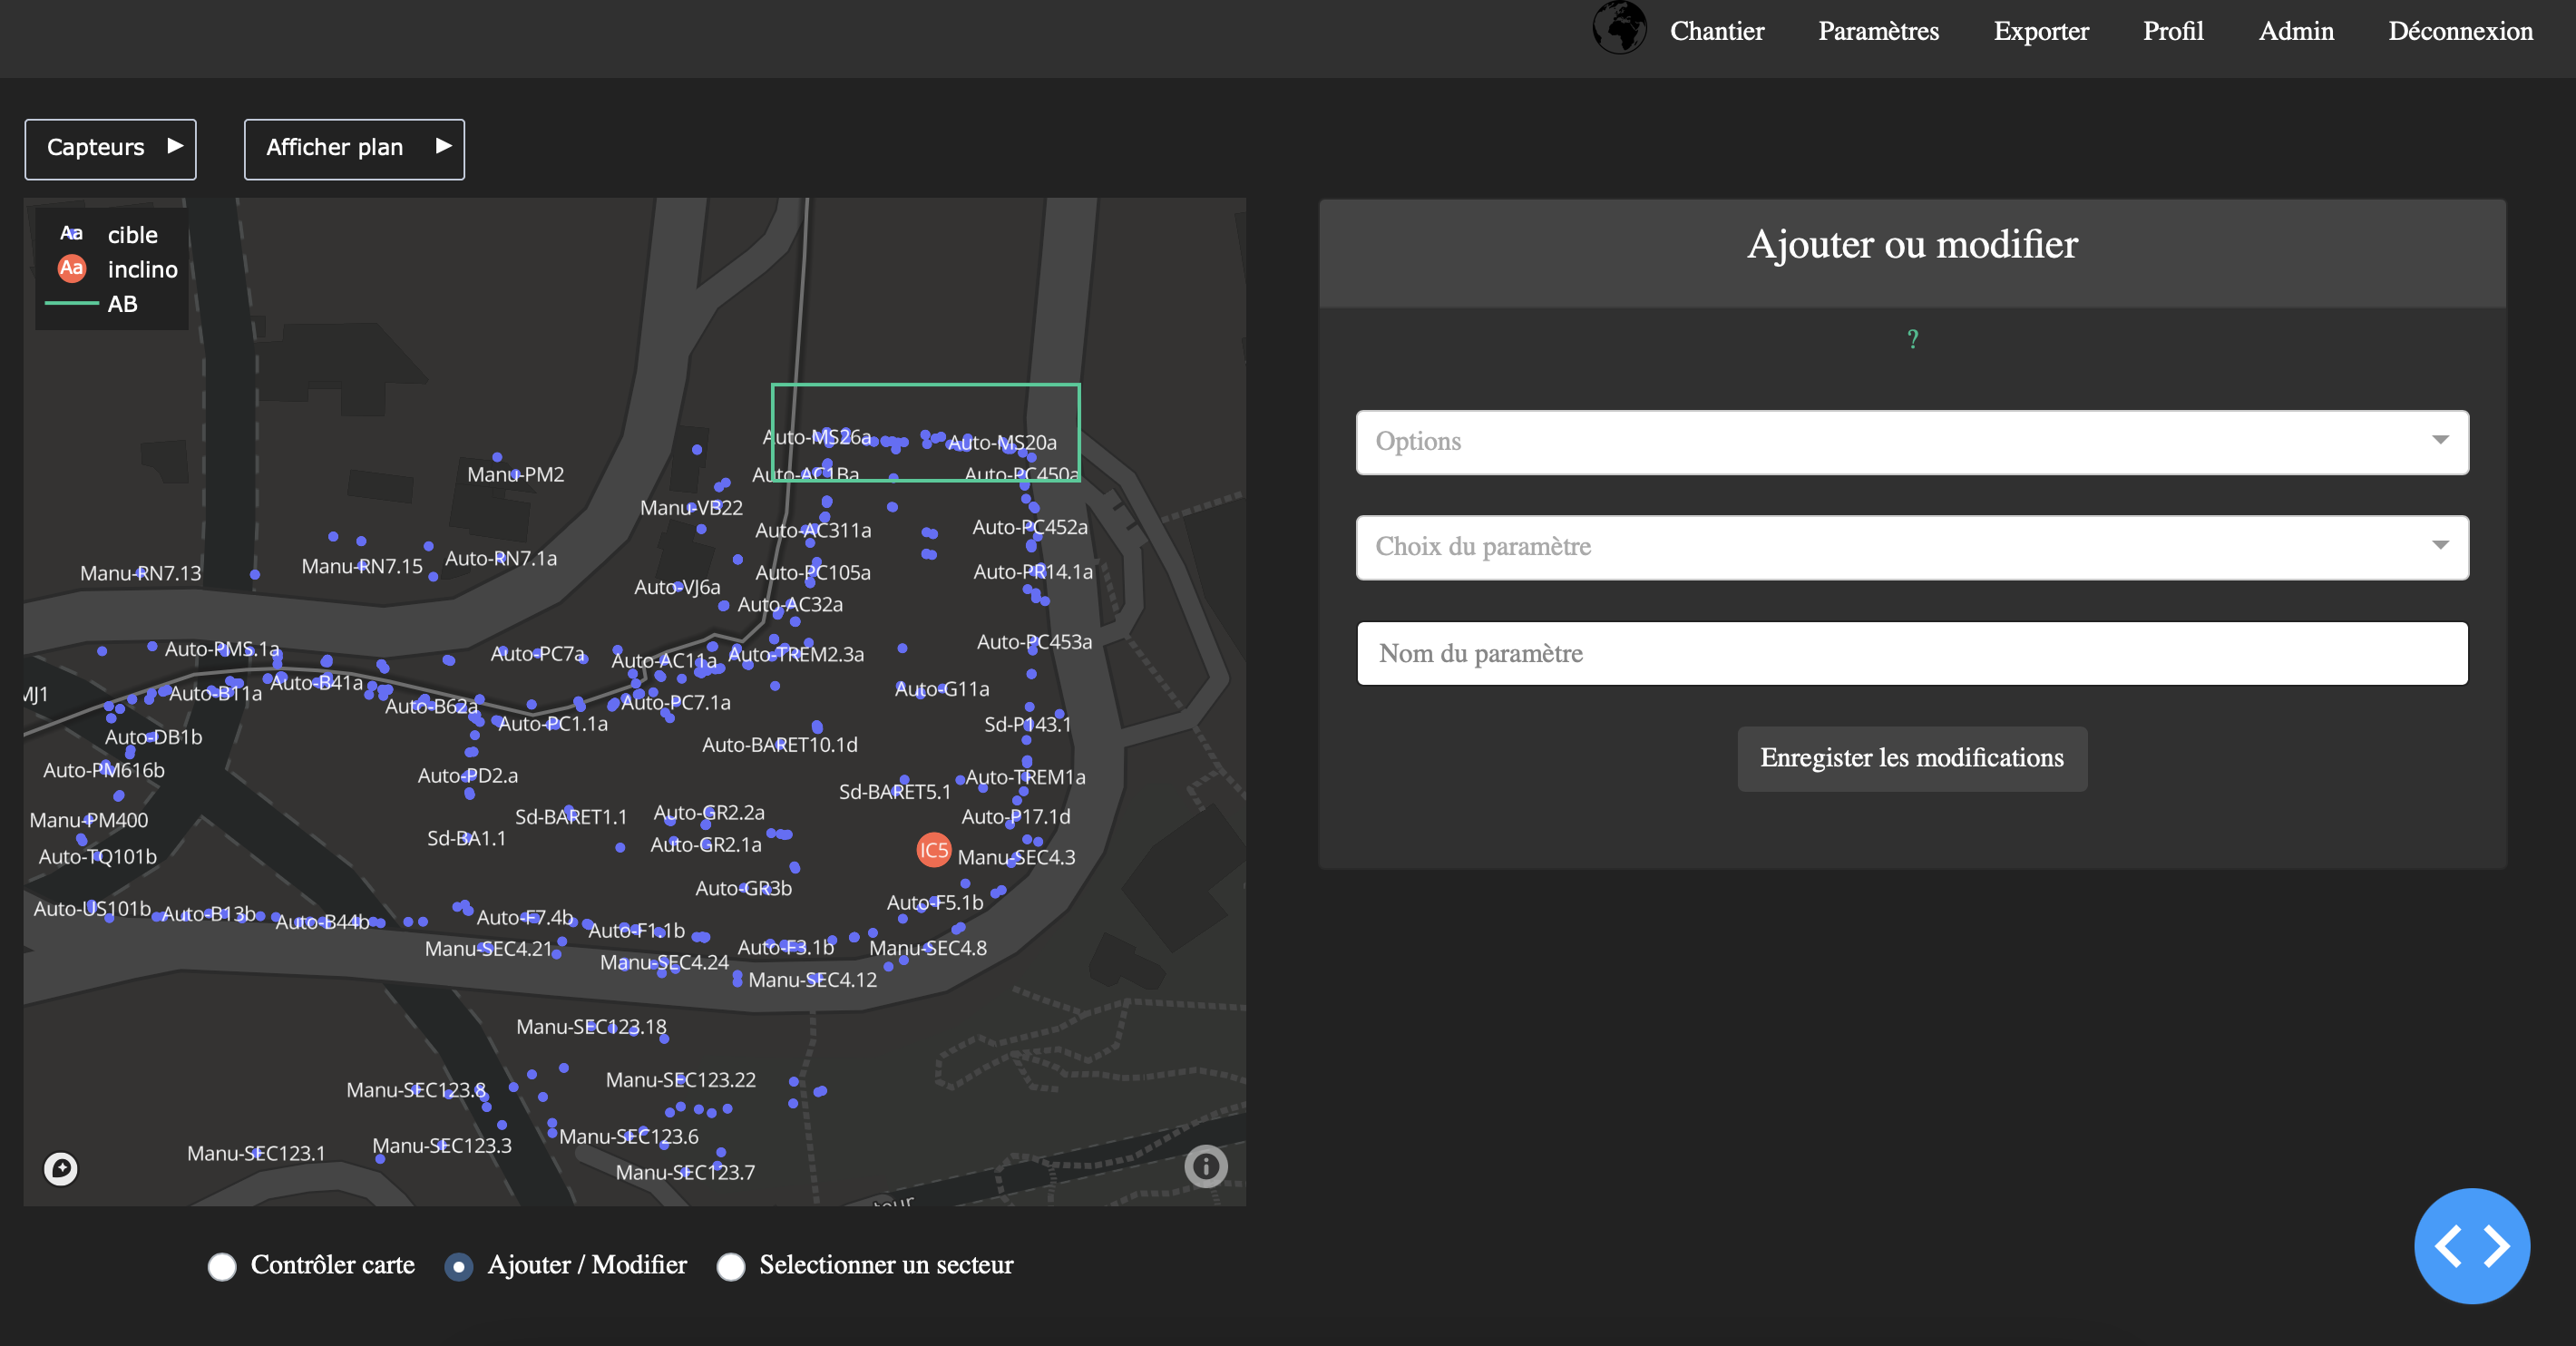 Chantier Paramètres Exporter Profil Admin Déconnexion
Capteurs
Afficher plan
Aa cible
Aa inclino
AB
Ajouter ou modifier
?
Options
Choix du paramètre
Nom du paramètre
Enregister les modifications
Auto-MS26a
Auto-MS20a
Manu-PM2
Auto-AC1Ba
Auto-PC450a
Manu-VB22
Auto-AC311a
Auto-PC452a
Manu-RN7.13
Manu-RN7.15
Auto-RN7.1a
Auto-PC105a
Auto-PR14.1a
Auto-VJ6a
Auto-AC32a
Auto-PMS.1a
Auto-PC7a
Auto-AC11a
Auto-TREM2.3a
Auto-PC453a
MJ1
Auto-B11a
Auto-B41a
Auto-B62a
Auto-PC7.1a
Auto-G11a
Auto-PC1.1a
Sd-P143.1
Auto-DB1b
Auto-BARET10.1d
Auto-PM616b
Auto-PD2.a
Sd-BARET5.1
Auto-TREM1a
Manu-PM400
Sd-BARET1.1
Auto-GR2.2a
Auto-P17.1d
Sd-BA1.1
Auto-GR2.1a
IC5
Manu-SEC4.3
Auto-TQ101b
Auto-GR3b
Auto-F5.1b
Auto-US101b
Auto-B13b
Auto-B44b
Auto-F7.4b
Auto-F1.1b
Manu-SEC4.21
Auto-F3.1b
Manu-SEC4.8
Manu-SEC4.24
Manu-SEC4.12
Manu-SEC123.18
Manu-SEC123.8
Manu-SEC123.22
Manu-SEC123.1
Manu-SEC123.3
Manu-SEC123.6
Manu-SEC123.7
Contrôler carte
Ajouter / Modifier
Selectionner un secteur